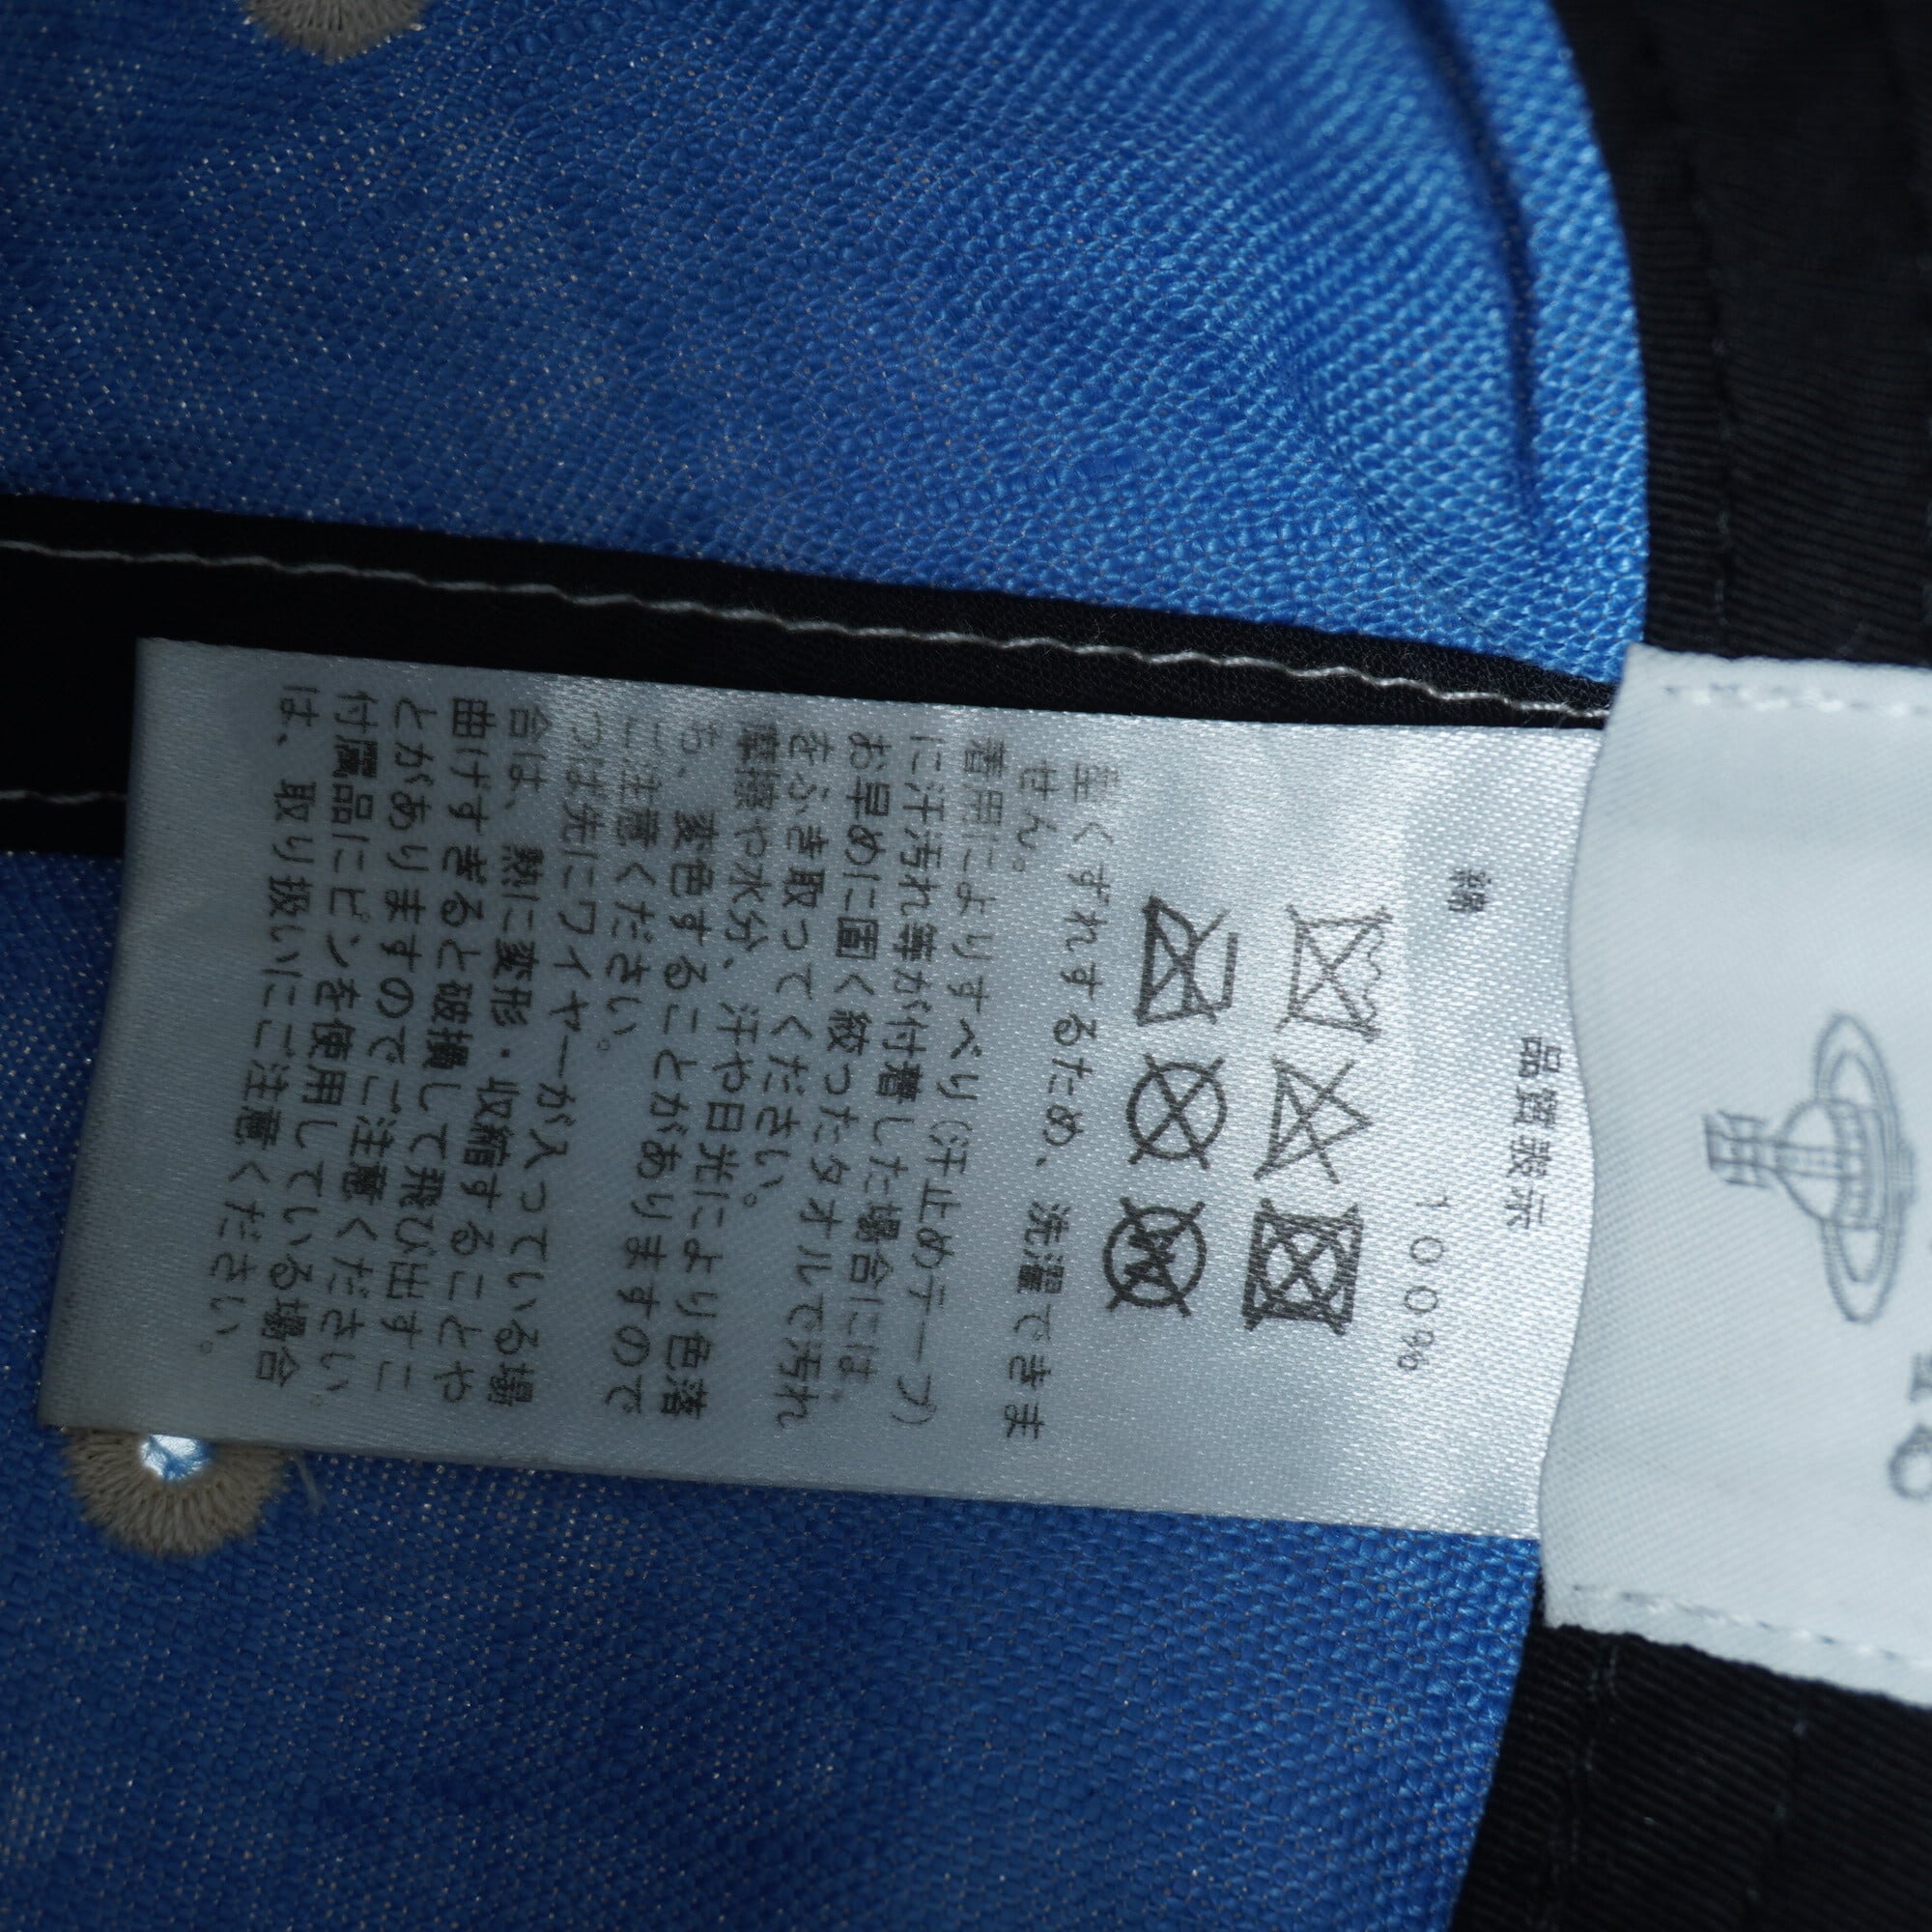 品質表示
綿 100%
型くずれするため、洗濯できま
せん。
着用によりすべり(汗止めテープ)
に汗汚れ等が付着した場合には、
お早めに固く絞ったタオルで汚れ
をふき取ってください。
摩擦や水分、汗や日光により色落
ち、変色することがありますので
ご注意ください。
つば先にワイヤーが入っている場
合は、熱に変形・収縮することや
曲げすぎると破損して飛び出すこ
とがありますのでご注意ください。
付属品にピンを使用している場合
は、取り扱いにご注意ください。